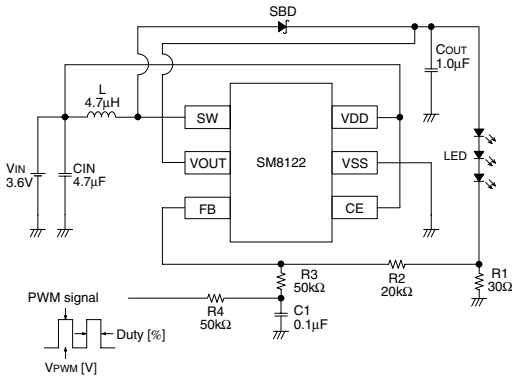 SBD
COUT
1.0µF
L
4.7µH
SW
VDD
VIN
3.6V
CIN
4.7µF
VOUT
SM8122
VSS
LED
FB
CE
R3
50kΩ
R2
20kΩ
R1
30Ω
PWM signal
R4
50kΩ
C1
0.1µF
Duty [%]
VPWM [V]